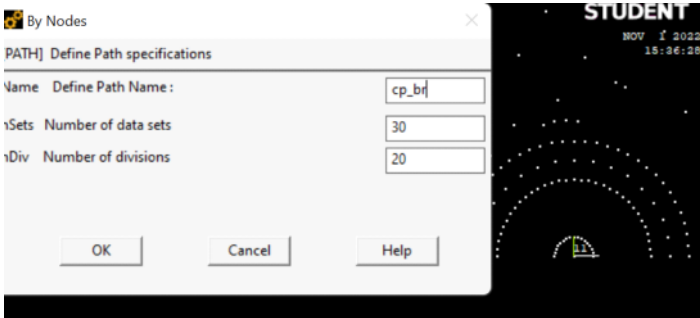 By Nodes
PATH] Define Path specifications
Name Define Path Name :
cp_br
nSets Number of data sets
30
nDiv Number of divisions
20
OK
Cancel
Help
STUDENT
NOV 1 2022
15:36:28
11